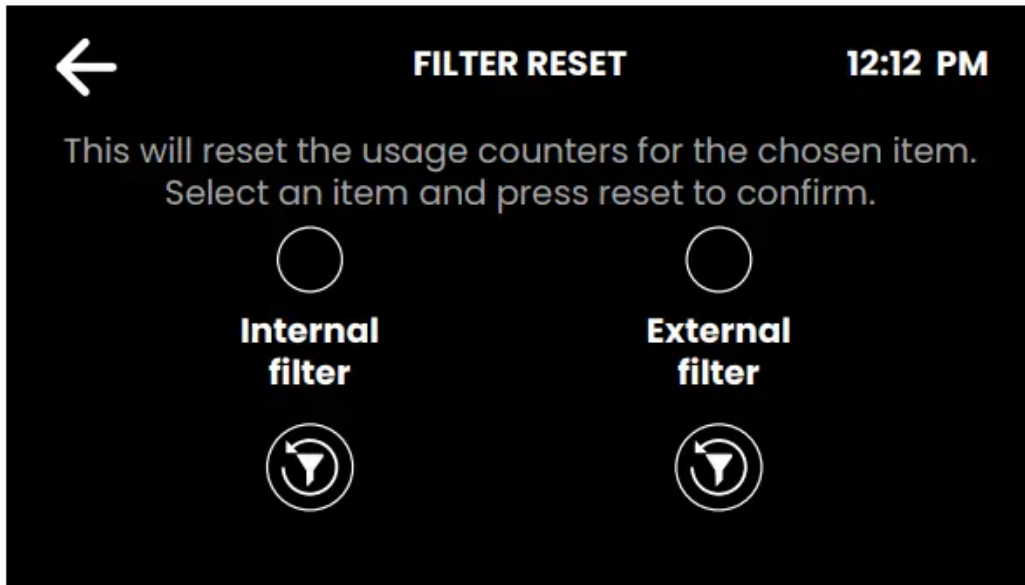 FILTER RESET
12:12 PM
This will reset the usage counters for the chosen item.
Select an item and press reset to confirm.
Internal
filter
External
filter